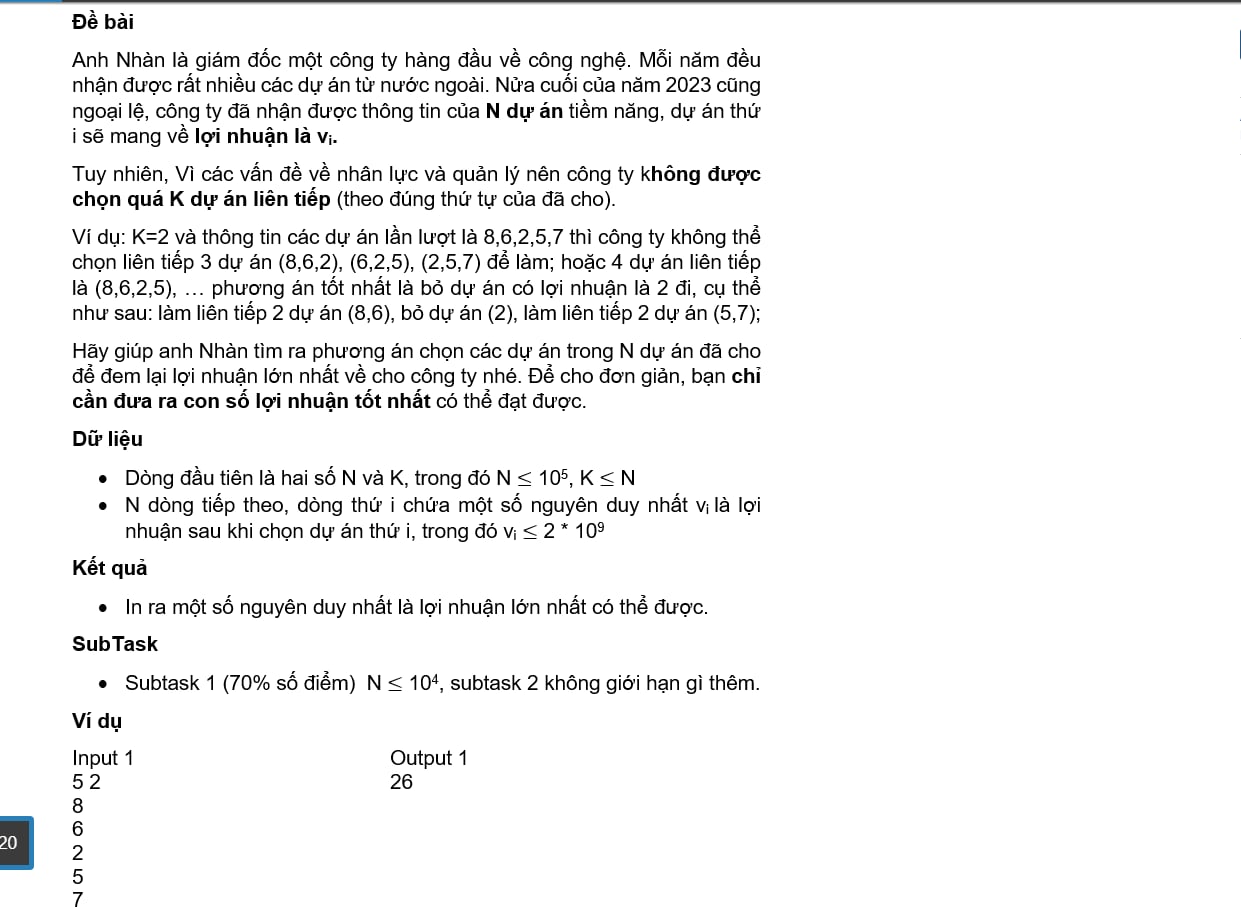 Đề bài
Anh Nhàn là giám đốc một công ty hàng đầu về công nghệ. Mỗi năm đều
nhận được rất nhiều các dự án từ nước ngoài. Nửa cuối của năm 2023 cũng
ngoại lệ, công ty đã nhận được thông tin của N dự án tiềm năng, dự án thứ
i sẽ mang về lợi nhuận là vᵢ.
Tuy nhiên, Vì các vấn đề về nhân lực và quản lý nên công ty không được
chọn quá K dự án liên tiếp (theo đúng thứ tự của đã cho).
Ví dụ: K=2 và thông tin các dự án lần lượt là 8,6,2,5,7 thì công ty không thể
chọn liên tiếp 3 dự án (8,6,2), (6,2,5), (2,5,7) để làm; hoặc 4 dự án liên tiếp
là (8,6,2,5), … phương án tốt nhất là bỏ dự án có lợi nhuận là 2 đi, cụ thể
như sau: làm liên tiếp 2 dự án (8,6), bỏ dự án (2), làm liên tiếp 2 dự án (5,7);
Hãy giúp anh Nhàn tìm ra phương án chọn các dự án trong N dự án đã cho
để đem lại lợi nhuận lớn nhất về cho công ty nhé. Để cho đơn giản, bạn chỉ
cần đưa ra con số lợi nhuận tốt nhất có thể đạt được.
Dữ liệu
• Dòng đầu tiên là hai số N và K, trong đó N ≤ 10⁵, K ≤ N
• N dòng tiếp theo, dòng thứ i chứa một số nguyên duy nhất vᵢ là lợi
nhuận sau khi chọn dự án thứ i, trong đó vᵢ ≤ 2 * 10⁹
Kết quả
• In ra một số nguyên duy nhất là lợi nhuận lớn nhất có thể được.
SubTask
• Subtask 1 (70% số điểm) N ≤ 10⁴, subtask 2 không giới hạn gì thêm.
Ví dụ
Input 1 Output 1
5 2 26
8
6
20
2
5
7